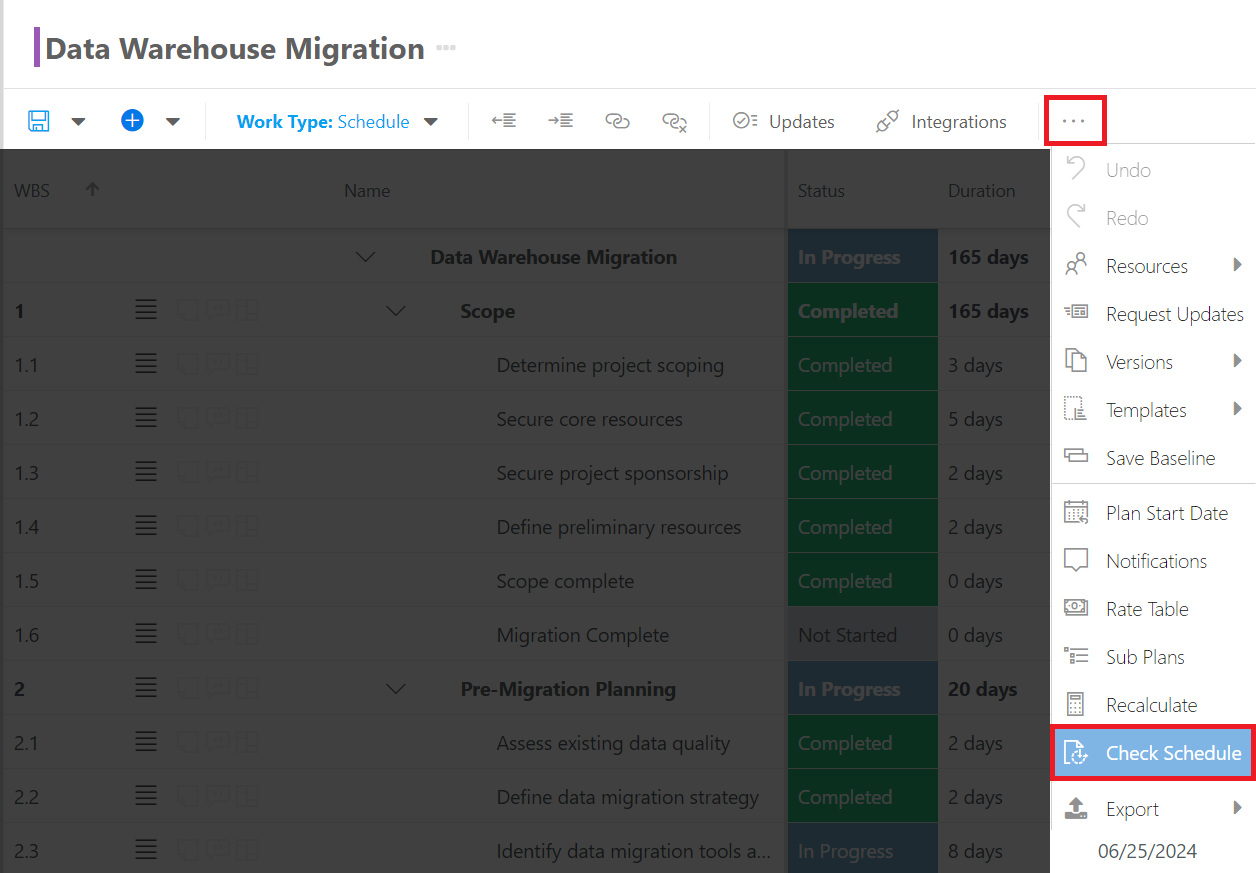 Data Warehouse Migration ...
Work Type: Schedule Updates Integrations ...
WBS Name Status Duration
Data Warehouse Migration In Progress 165 days
1 Scope Completed 165 days
1.1 Determine project scoping Completed 3 days
1.2 Secure core resources Completed 5 days
1.3 Secure project sponsorship Completed 2 days
1.4 Define preliminary resources Completed 2 days
1.5 Scope complete Completed 0 days
1.6 Migration Complete Not Started 0 days
2 Pre-Migration Planning In Progress 20 days
2.1 Assess existing data quality Completed 2 days
2.2 Define data migration strategy Completed 2 days
2.3 Identify data migration tools a... In Progress 8 days
Undo
Redo
Resources
Request Updates
Versions
Templates
Save Baseline
Plan Start Date
Notifications
Rate Table
Sub Plans
Recalculate
Check Schedule
Export
06/25/2024